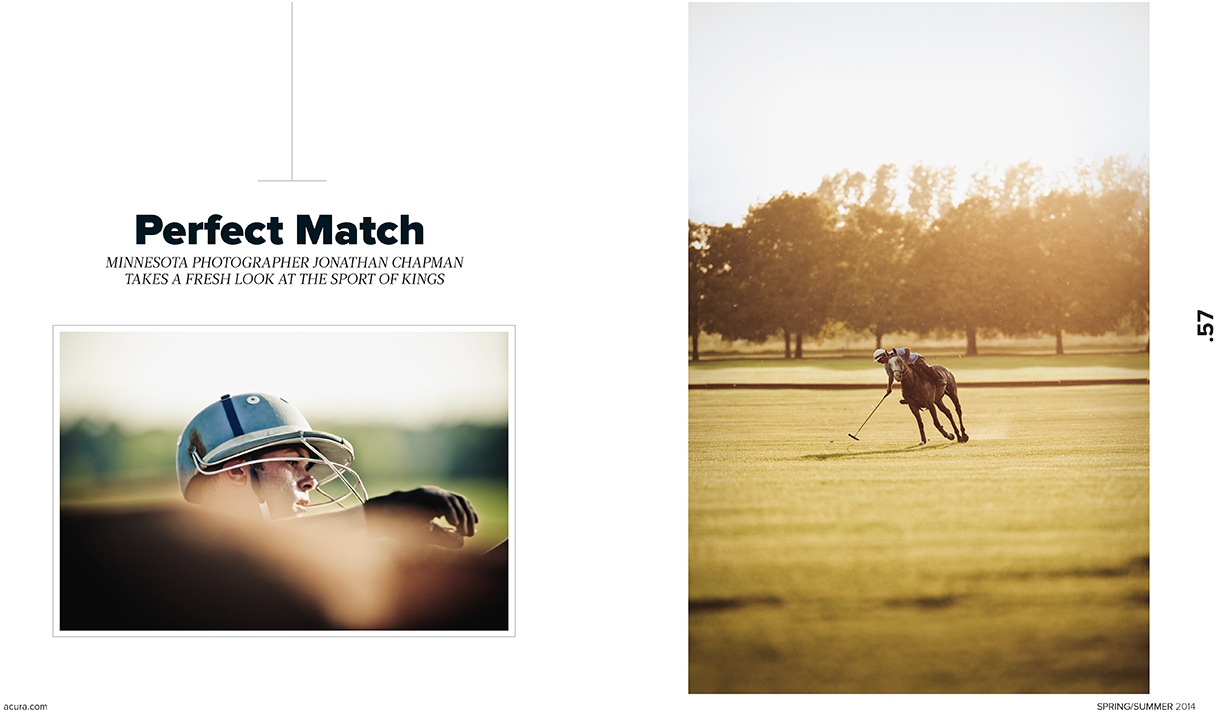 Perfect Match
MINNESOTA PHOTOGRAPHER JONATHAN CHAPMAN
TAKES A FRESH LOOK AT THE SPORT OF KINGS
.57
acura.com
SPRING/SUMMER 2014